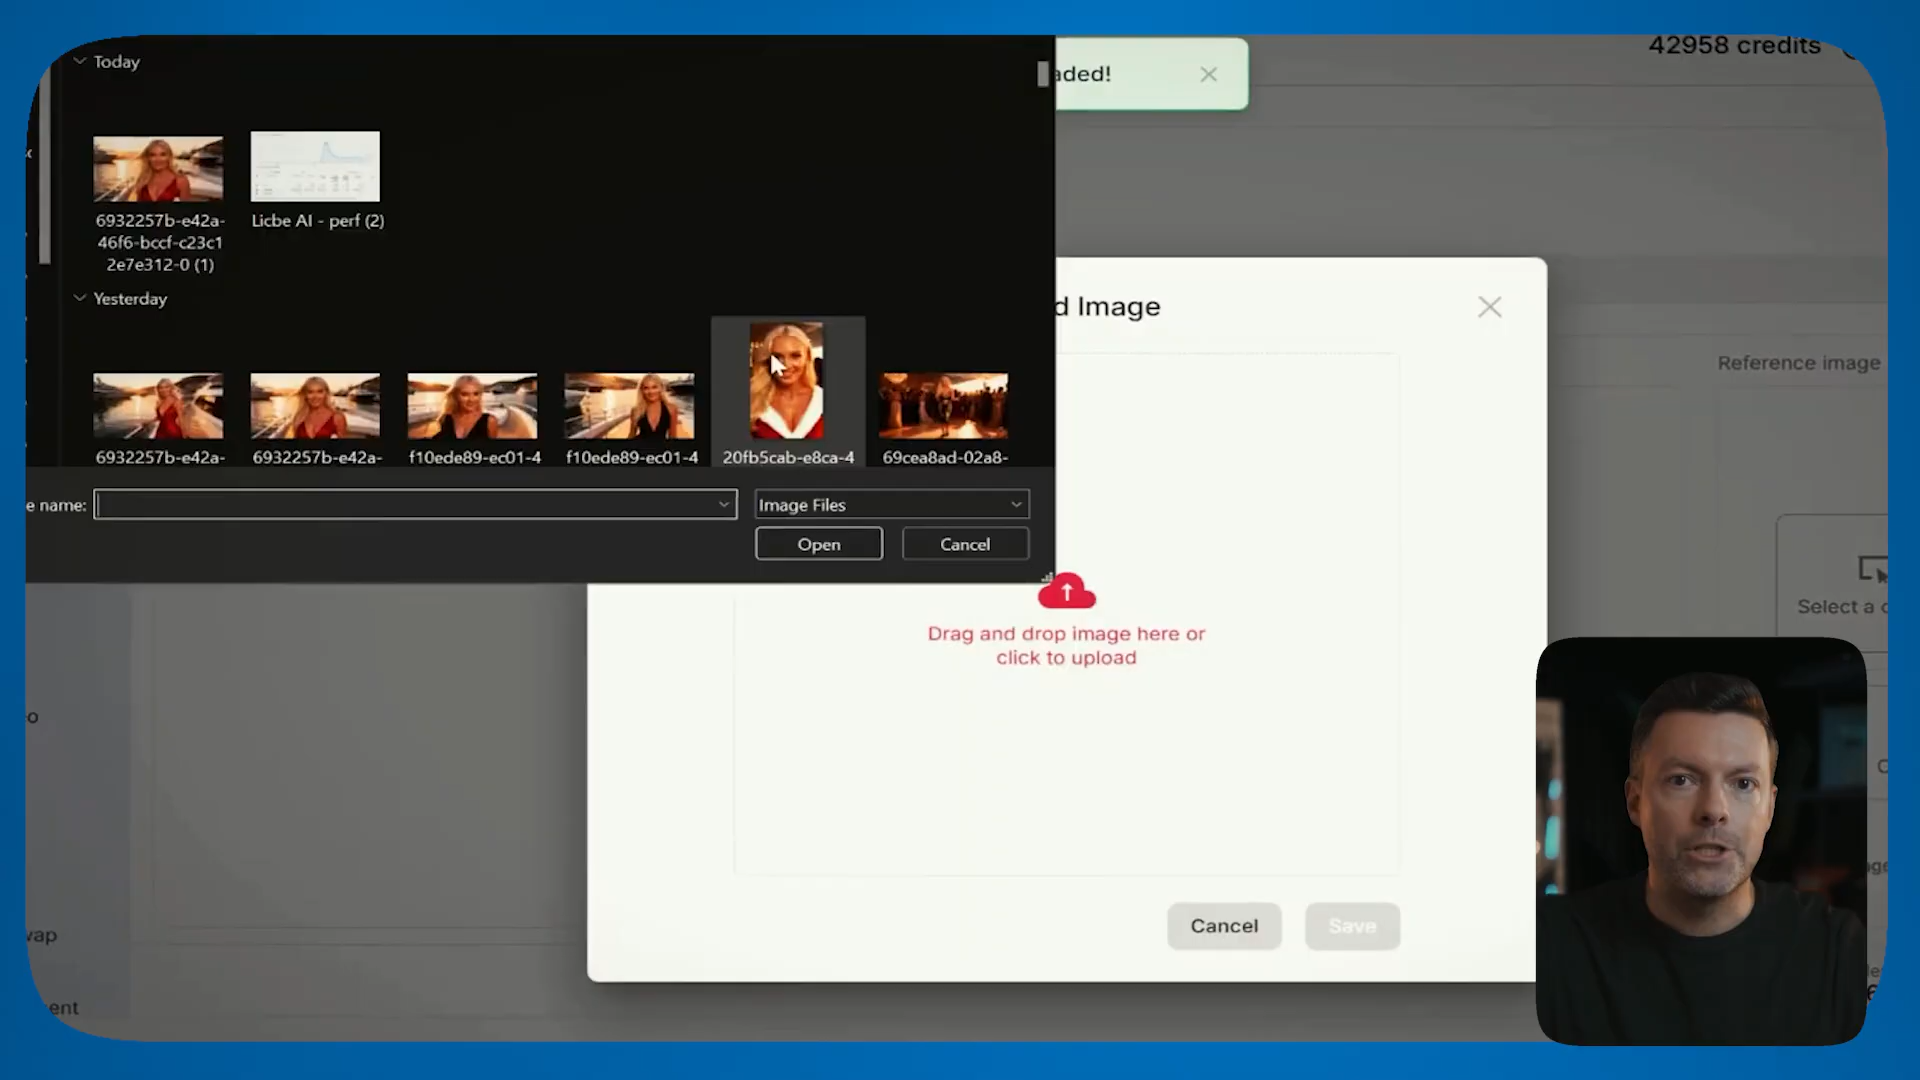 Today
6932257b-e42a-
46f6-bccf-c23c1
2e7e312-0 (1)
Licbe AI - perf (2)
Yesterday
6932257b-e42a-
6932257b-e42a-
f10ede89-ec01-4
f10ede89-ec01-4
20fb5cab-e8ca-4
69cea8ad-02a8-
e name:
Image Files
Open
Cancel
aded!
42958 credits
d Image
Reference image
Drag and drop image here or
click to upload
Select a c
Cancel
Save
o
wap
ent